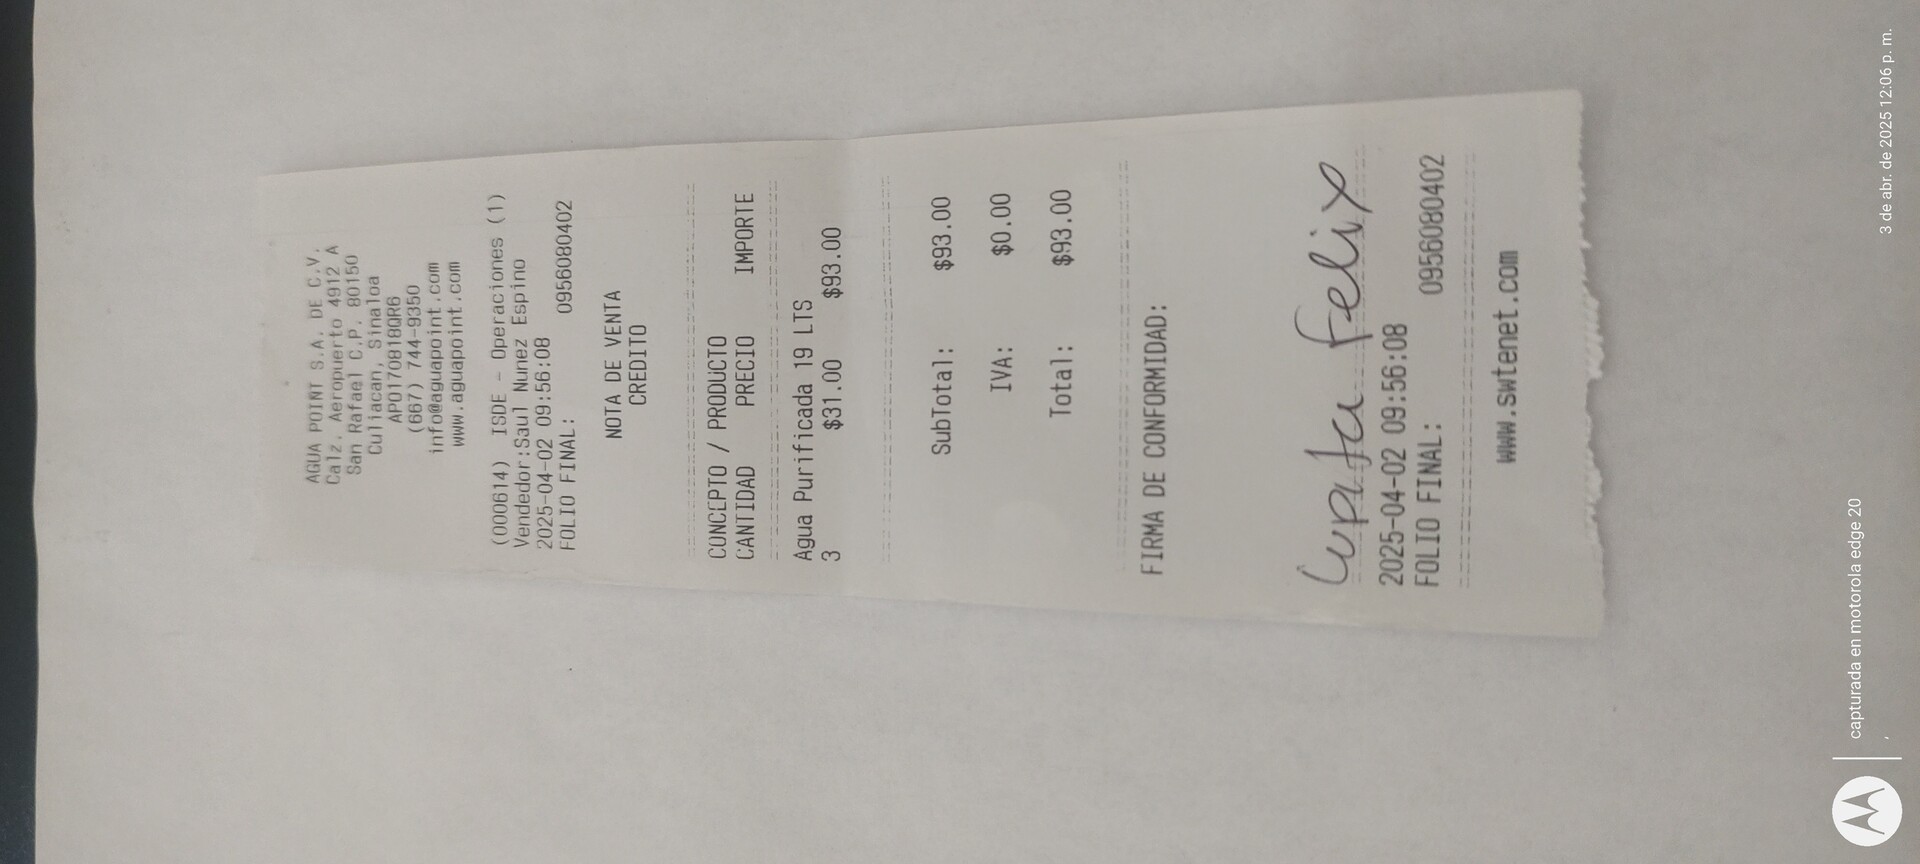 AGUA POINT S.A. DE C.V.
Calz. Aeropuerto 4912 A
San Rafael C.P. 80150
Culiacan, Sinaloa
APO170818QR6
(667) 744-9350
info@aguapoint.com
www.aguapoint.com
(000614) ISDE - Operaciones (1)
Vendedor:Saul Nunez Espino
2025-04-02 09:56:08
FOLIO FINAL: 0956080402
NOTA DE VENTA
CREDITO
CONCEPTO / PRODUCTO
CANTIDAD PRECIO IMPORTE
Agua Purificada 19 LTS
3 $31.00 $93.00
SubTotal: $93.00
IVA: $0.00
Total: $93.00
FIRMA DE CONFORMIDAD:
Lupita Felix
2025-04-02 09:56:08
FOLIO FINAL: 0956080402
www.swtenet.com
capturada en motorola edge 20
, 3 de abr. de 2025 12:06 p. m.